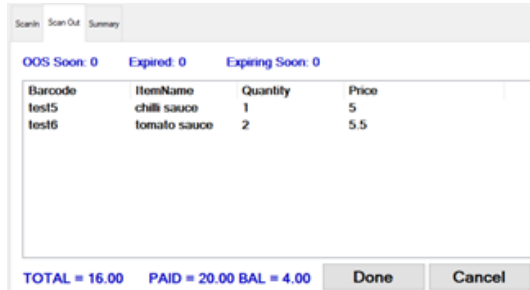 ScanIn Scan Out Summary
OOS Soon: 0 Expired: 0 Expiring Soon: 0
Barcode ItemName Quantity Price
test5 chilli sauce 1 5
test6 tomato sauce 2 5.5
TOTAL = 16.00 PAID = 20.00 BAL = 4.00 Done Cancel